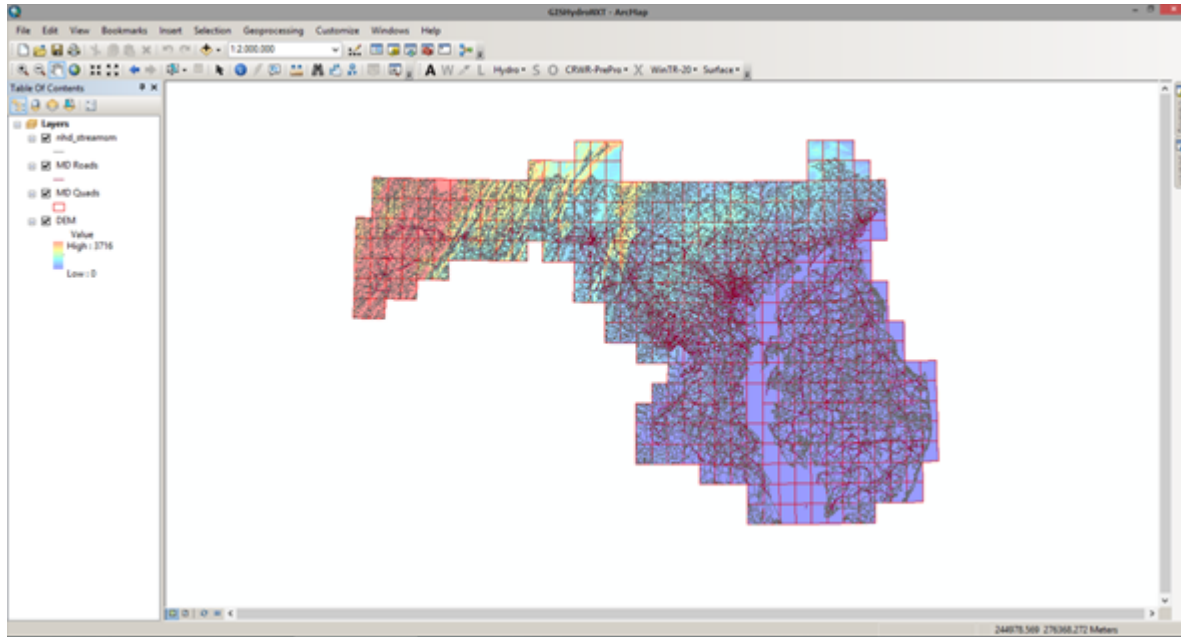 GISHydroNXT - ArcMap
File Edit View Bookmarks Insert Selection Geoprocessing Customize Windows Help
1:2,000,000
A W L Hydro S O CRWR-PrePro X WinTR-20 Surface
Table Of Contents
Layers
nhd_streamsm
MD Roads
MD Quads
DEM
Value
High : 3716
Low : 0
244978.569 276368.272 Meters